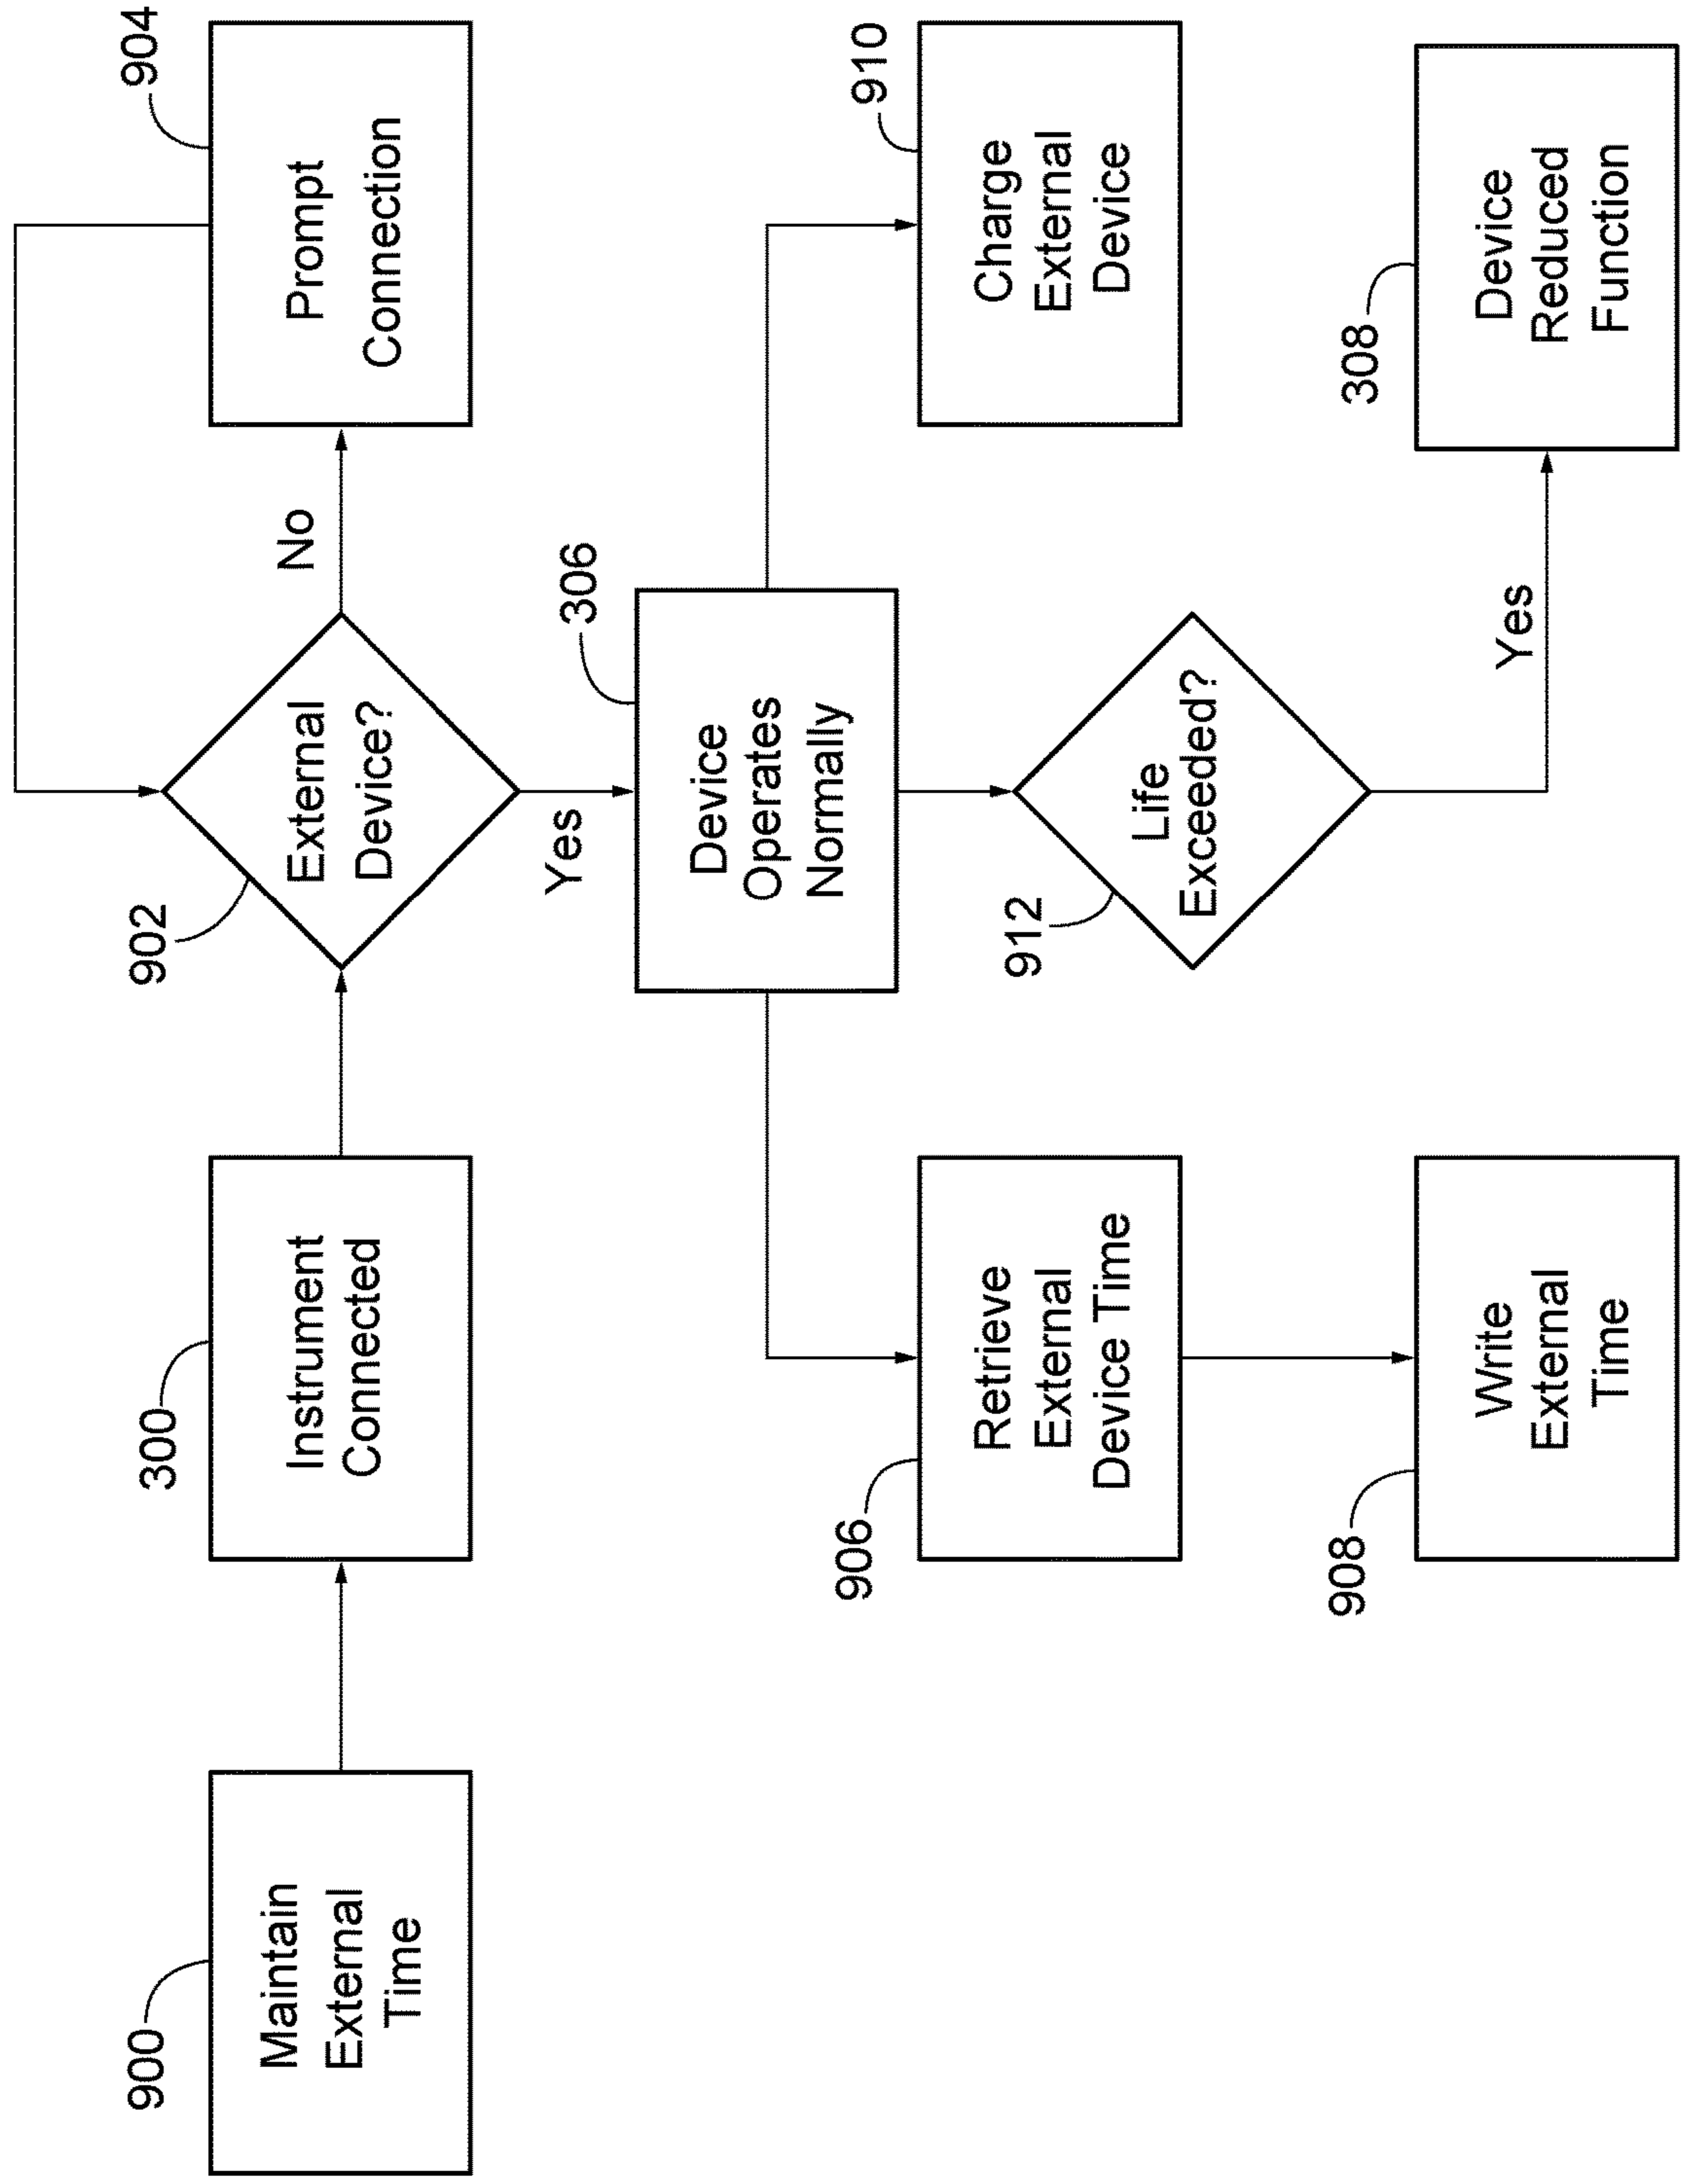 900
Maintain
External
Time
300
Instrument
Connected
902
External
Device?
No
904
Prompt
Connection
Yes
306
Device
Operates
Normally
906
Retrieve
External
Device Time
912
Life
Exceeded?
910
Charge
External
Device
908
Write
External
Time
Yes
308
Device
Reduced
Function